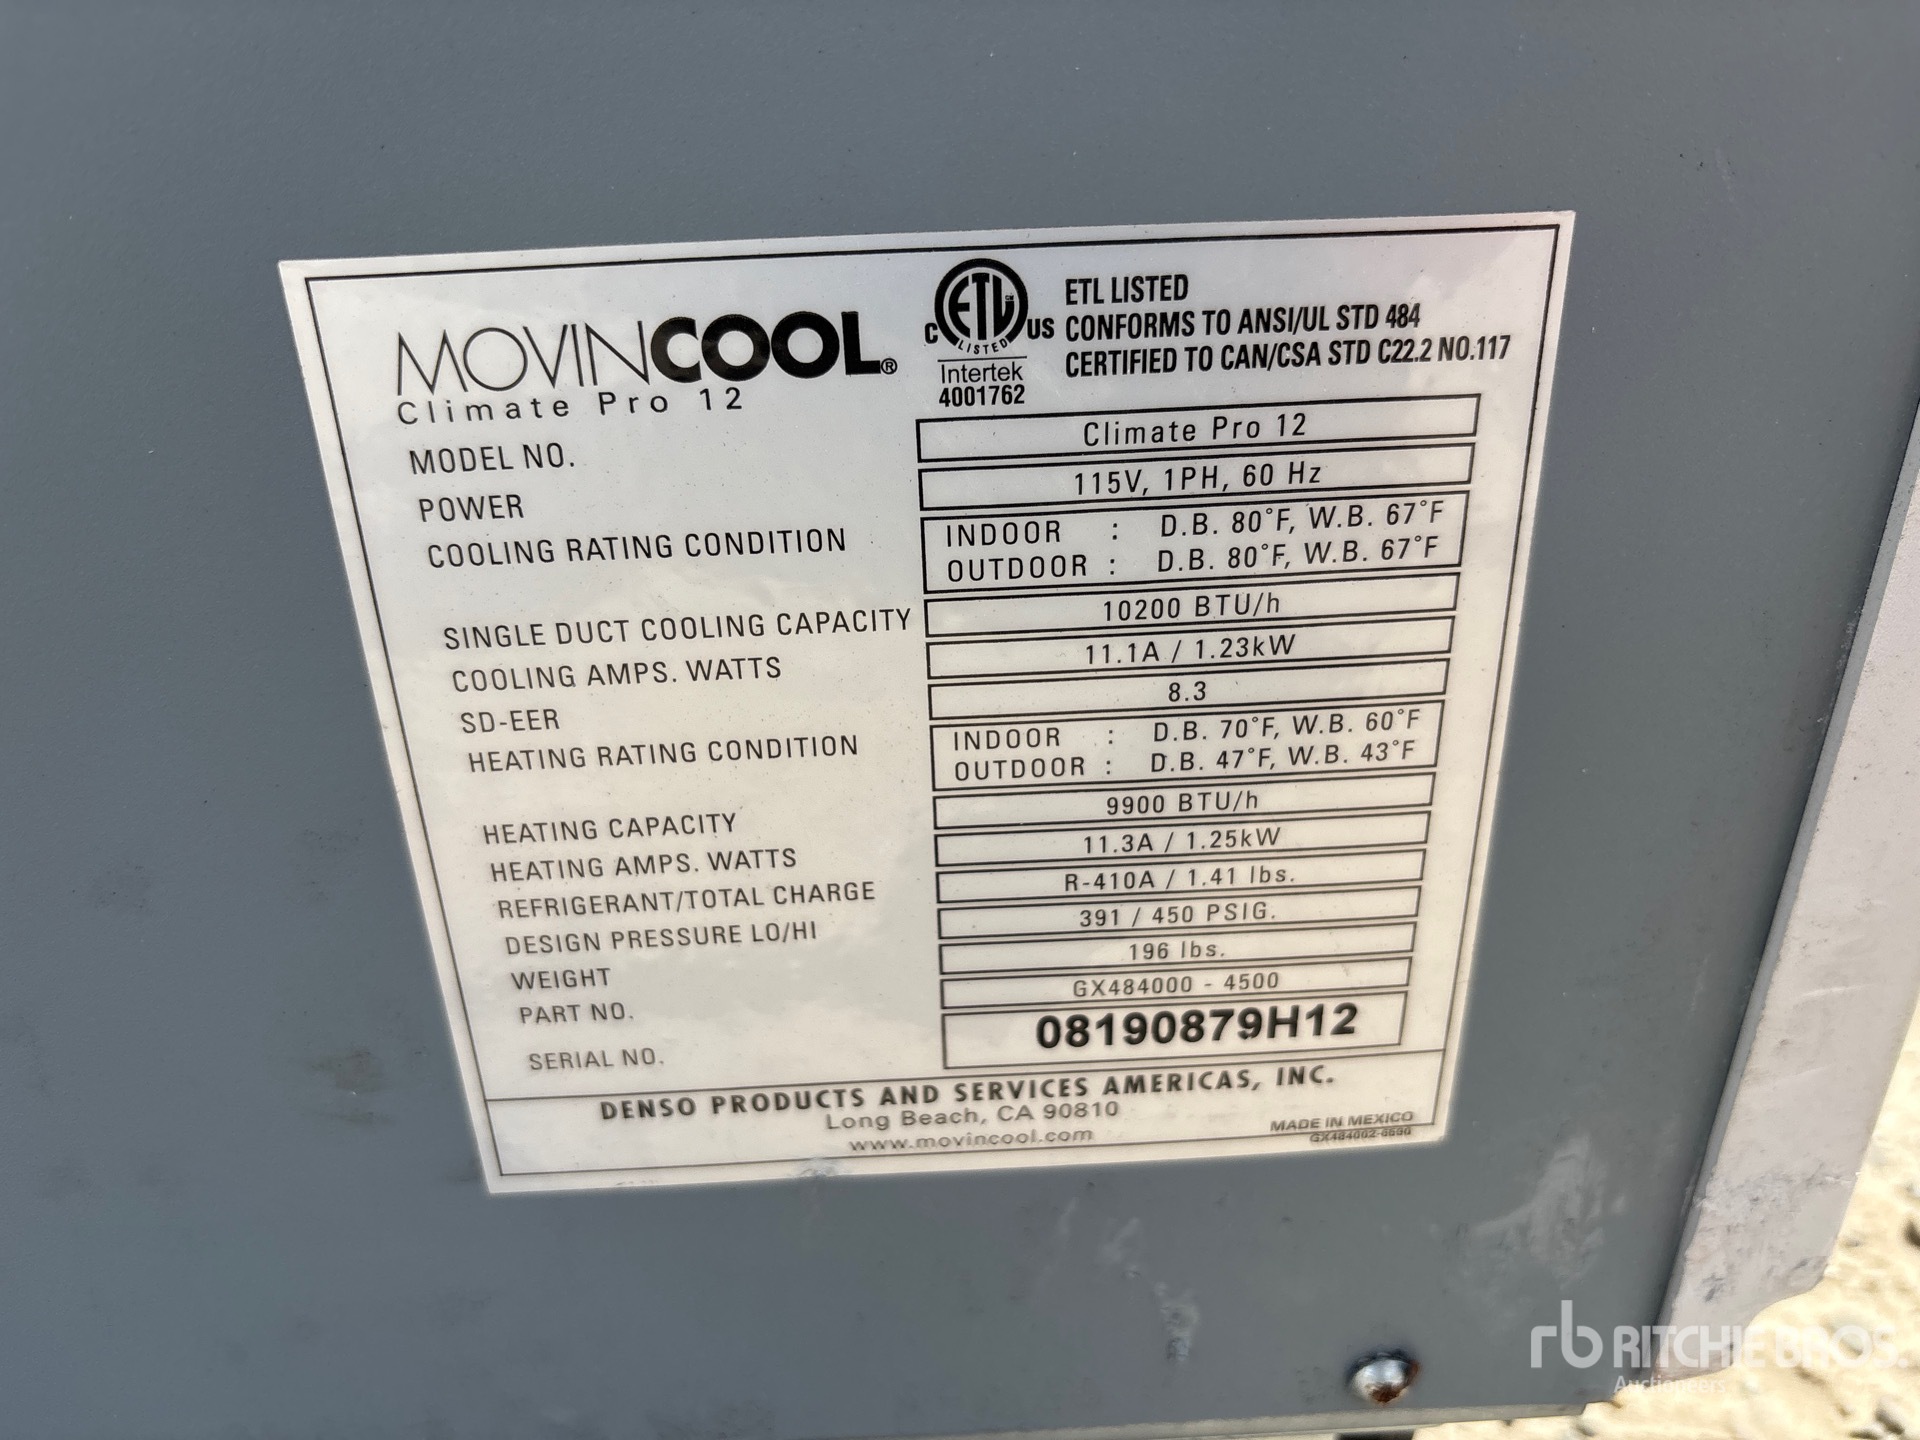 MOVINCOOL®
Climate Pro 12
C ETL US
LISTED
CM
Intertek
4001762
ETL LISTED
CONFORMS TO ANSI/UL STD 484
CERTIFIED TO CAN/CSA STD C22.2 NO.117
MODEL NO. Climate Pro 12
POWER 115V, 1PH, 60 Hz
COOLING RATING CONDITION INDOOR : D.B. 80°F, W.B. 67°F
OUTDOOR : D.B. 80°F, W.B. 67°F
SINGLE DUCT COOLING CAPACITY 10200 BTU/h
COOLING AMPS. WATTS 11.1A / 1.23kW
SD-EER 8.3
HEATING RATING CONDITION INDOOR : D.B. 70°F, W.B. 60°F
OUTDOOR : D.B. 47°F, W.B. 43°F
HEATING CAPACITY 9900 BTU/h
HEATING AMPS. WATTS 11.3A / 1.25kW
REFRIGERANT/TOTAL CHARGE R-410A / 1.41 lbs.
DESIGN PRESSURE LO/HI 391 / 450 PSIG.
WEIGHT 196 lbs.
PART NO. GX484000 - 4500
SERIAL NO. 08190879H12
DENSO PRODUCTS AND SERVICES AMERICAS, INC.
Long Beach, CA 90810
www.movincool.com
MADE IN MEXICO
rb RITCHIE BROS.
Auctioneers